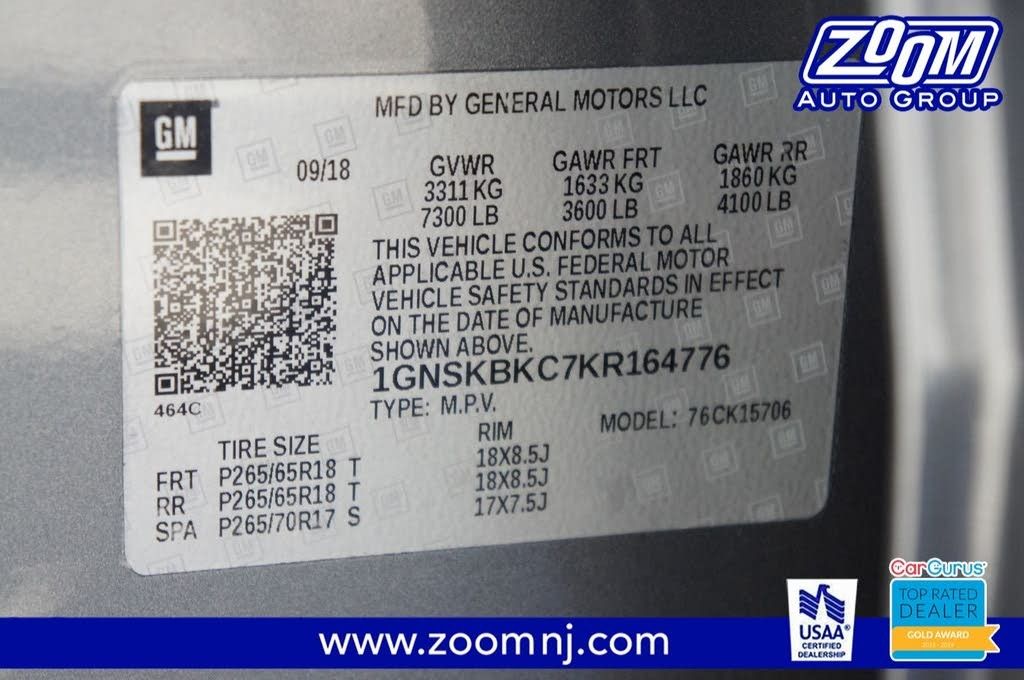 ZOOM
AUTO GROUP
MFD BY GENERAL MOTORS LLC
GM
09/18
GVWR GAWR FRT GAWR RR
3311 KG 1633 KG 1860 KG
7300 LB 3600 LB 4100 LB
THIS VEHICLE CONFORMS TO ALL
APPLICABLE U.S. FEDERAL MOTOR
VEHICLE SAFETY STANDARDS IN EFFECT
ON THE DATE OF MANUFACTURE
SHOWN ABOVE.
1GNSKBKC7KR164776
464C
TYPE: M.P.V. MODEL: 76CK15706
TIRE SIZE RIM
FRT P265/65R18 T 18X8.5J
RR P265/65R18 T 18X8.5J
SPA P265/70R17 S 17X7.5J
www.zoomnj.com
USAA®
CERTIFIED
DEALERSHIP
CarGurus
TOP RATED
DEALER
GOLD AWARD